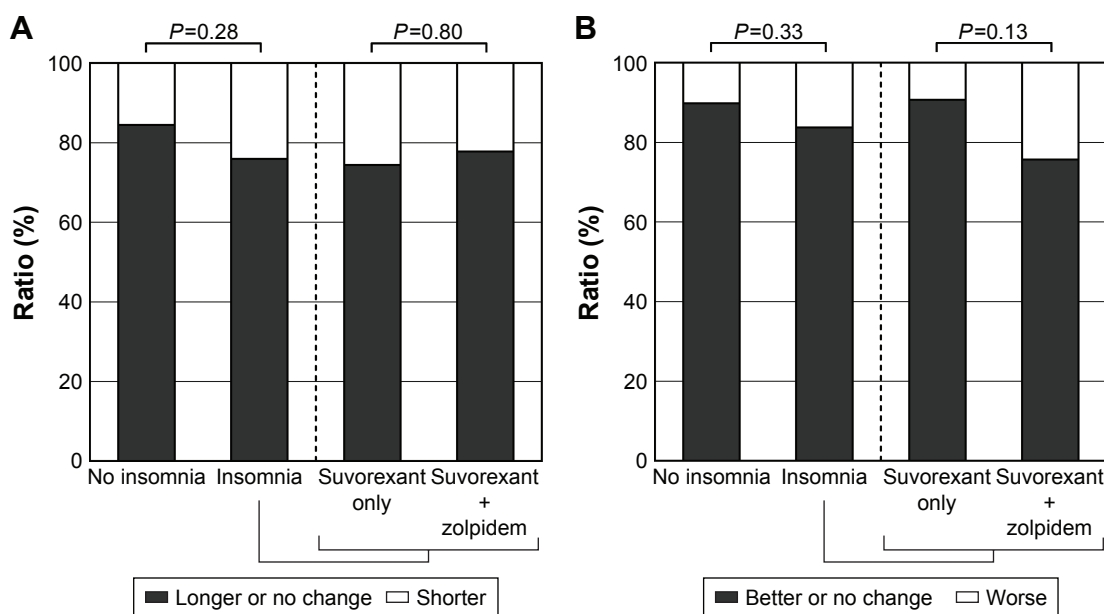 A
P=0.28
P=0.80
Ratio (%)
100
80
60
40
20
0
No insomnia
Insomnia
Suvorexant
only
Suvorexant
+
zolpidem
Longer or no change
Shorter
B
P=0.33
P=0.13
Ratio (%)
100
80
60
40
20
0
No insomnia
Insomnia
Suvorexant
only
Suvorexant
+
zolpidem
Better or no change
Worse